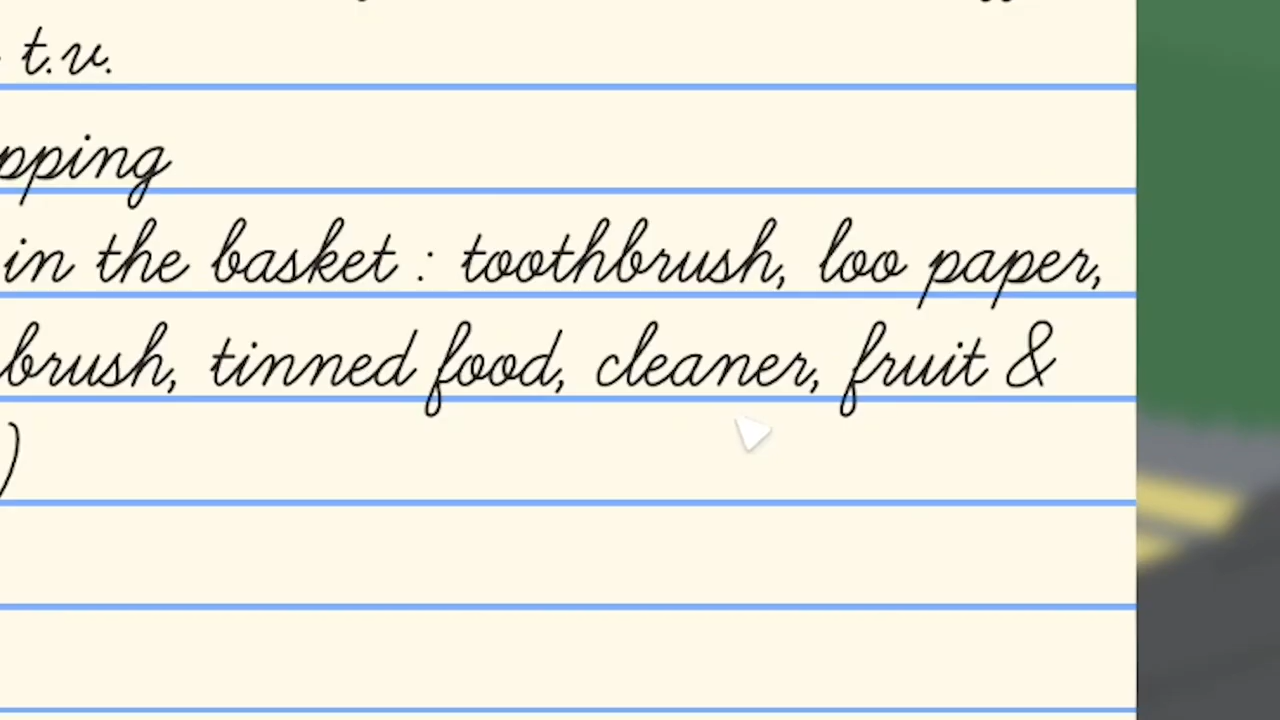 t.v.
pping
in the basket : toothbrush, loo paper,
brush, tinned food, cleaner, fruit &
)